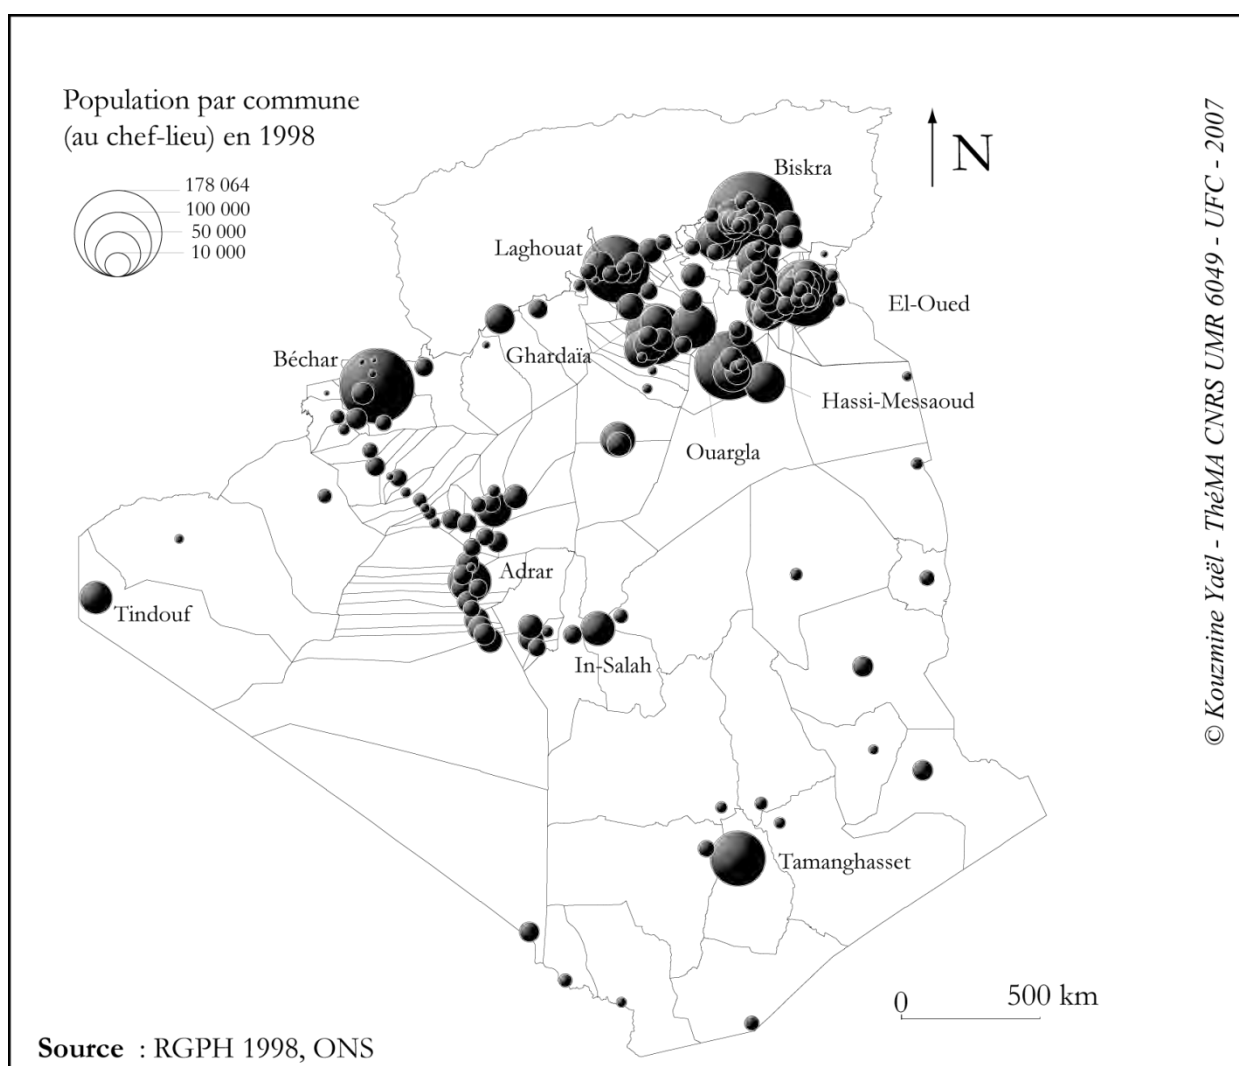 Population par commune
(au chef-lieu) en 1998
178 064
100 000
50 000
10 000
N
Biskra
Laghouat
El-Oued
Ghardaïa
Béchar
Hassi-Messaoud
Ouargla
Adrar
Tindouf
In-Salah
Tamanghasset
0 500 km
Source : RGPH 1998, ONS
© Kouzmine Yaël - ThéMA CNRS UMR 6049 - UFC - 2007